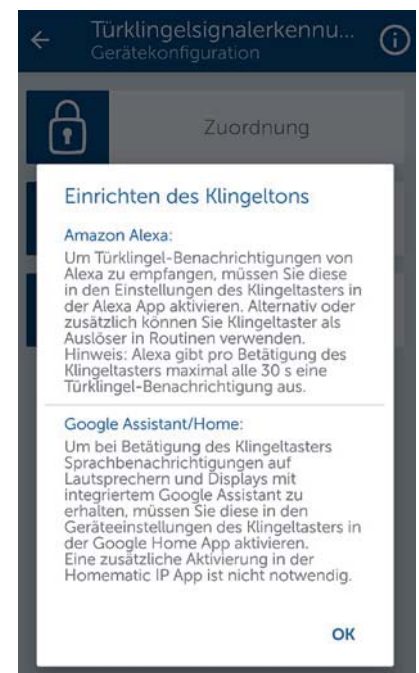 Türklingelsignalerkennu...
Gerätekonfiguration
Zuordnung
Einrichten des Klingeltons
Amazon Alexa:
Um Türklingel-Benachrichtigungen von
Alexa zu empfangen, müssen Sie diese
in den Einstellungen des Klingeltasters in
der Alexa App aktivieren. Alternativ oder
zusätzlich können Sie Klingeltaster als
Auslöser in Routinen verwenden.
Hinweis: Alexa gibt pro Betätigung des
Klingeltasters maximal alle 30 s eine
Türklingel-Benachrichtigung aus.
Google Assistant/Home:
Um bei Betätigung des Klingeltasters
Sprachbenachrichtigungen auf
Lautsprechern und Displays mit
integriertem Google Assistant zu
erhalten, müssen Sie diese in den
Geräteeinstellungen des Klingeltasters in
der Google Home App aktivieren.
Eine zusätzliche Aktivierung in der
Homematic IP App ist nicht notwendig.
OK